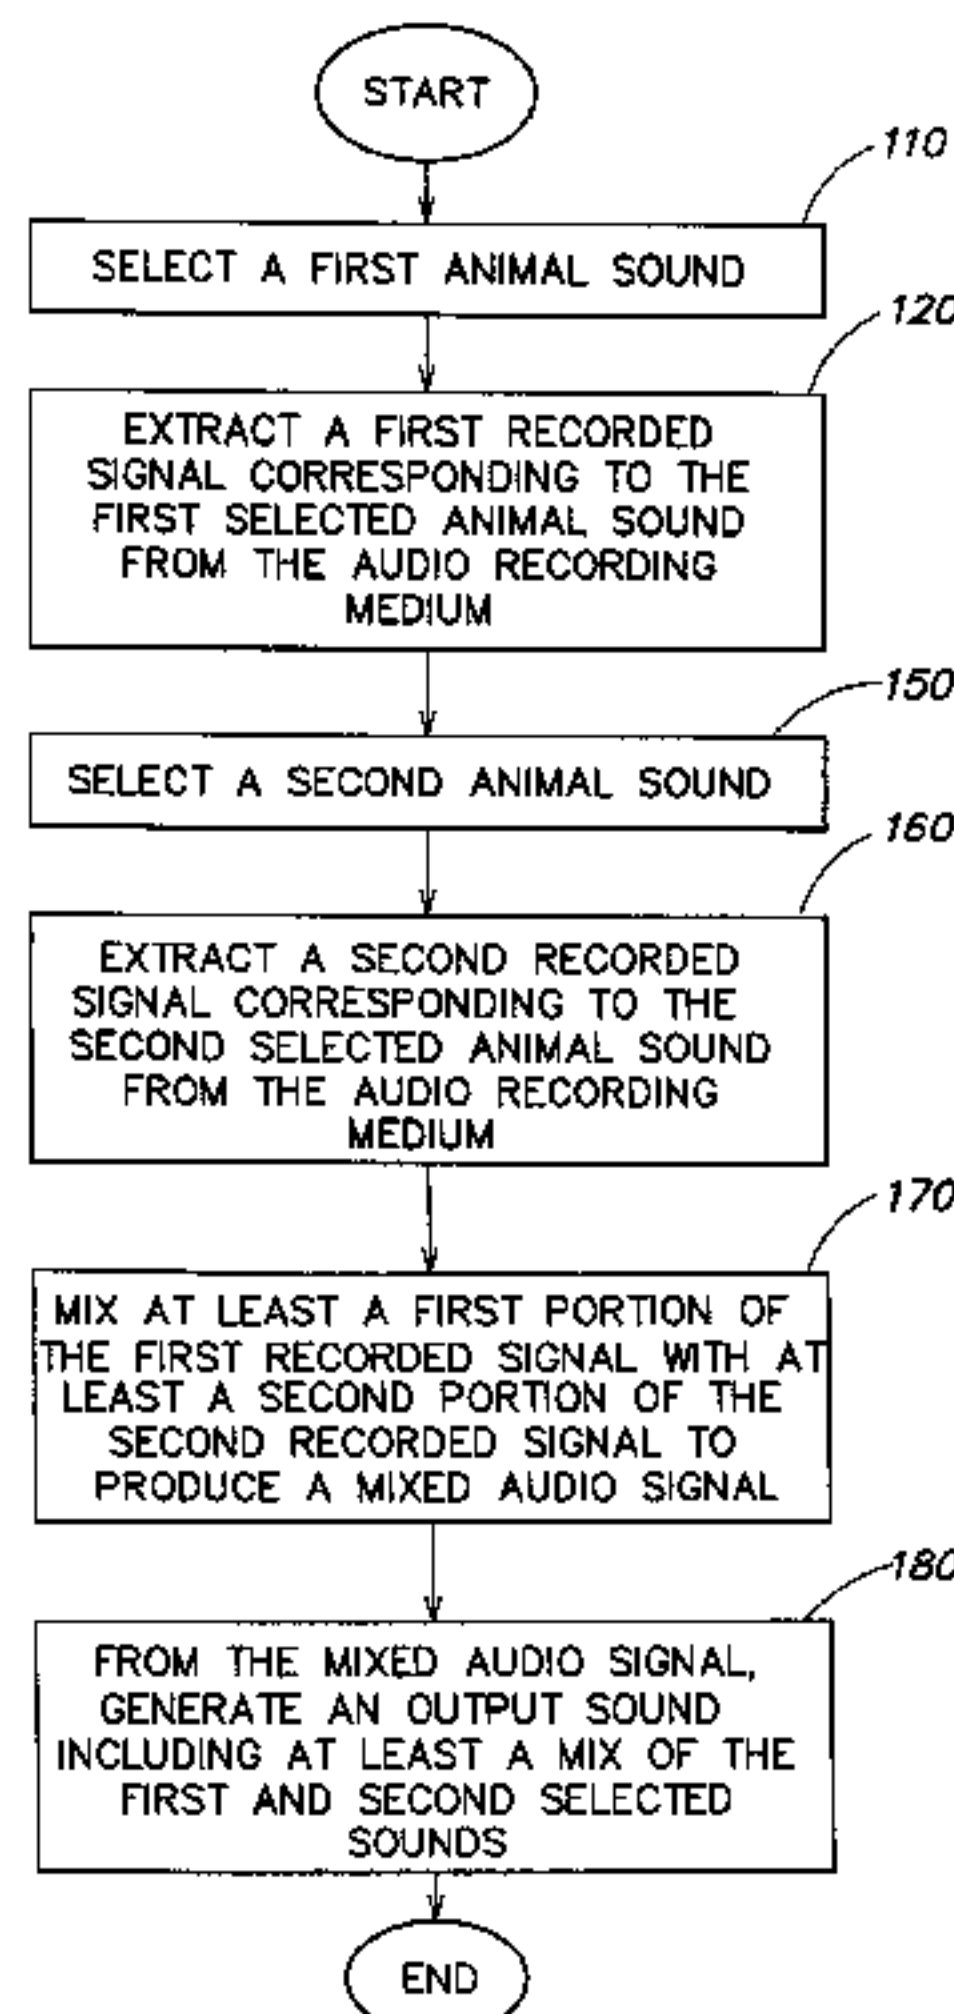 START
110
SELECT A FIRST ANIMAL SOUND
120
EXTRACT A FIRST RECORDED
SIGNAL CORRESPONDING TO THE
FIRST SELECTED ANIMAL SOUND
FROM THE AUDIO RECORDING
MEDIUM
150
SELECT A SECOND ANIMAL SOUND
160
EXTRACT A SECOND RECORDED
SIGNAL CORRESPONDING TO THE
SECOND SELECTED ANIMAL SOUND
FROM THE AUDIO RECORDING
MEDIUM
170
MIX AT LEAST A FIRST PORTION OF
THE FIRST RECORDED SIGNAL WITH AT
LEAST A SECOND PORTION OF THE
SECOND RECORDED SIGNAL TO
PRODUCE A MIXED AUDIO SIGNAL
180
FROM THE MIXED AUDIO SIGNAL,
GENERATE AN OUTPUT SOUND
INCLUDING AT LEAST A MIX OF THE
FIRST AND SECOND SELECTED
SOUNDS
END